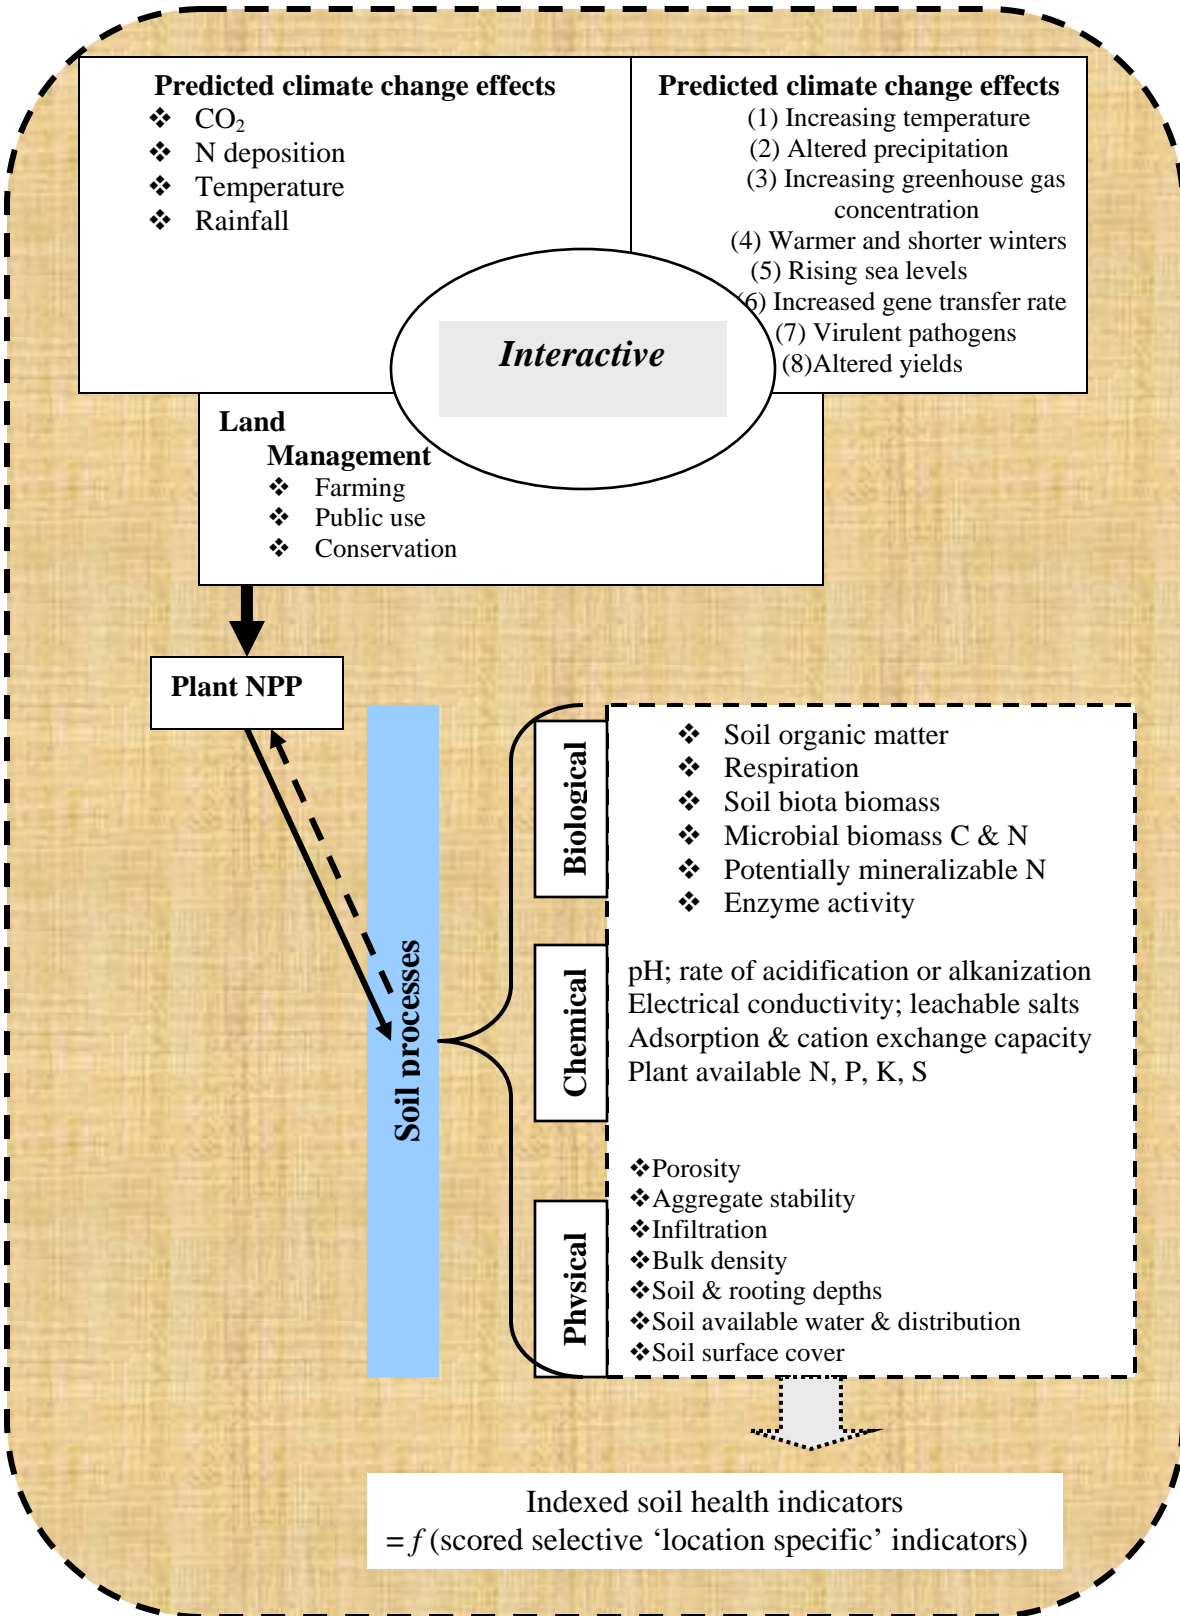 Predicted climate change effects
❖ CO₂
❖ N deposition
❖ Temperature
❖ Rainfall
Predicted climate change effects
(1) Increasing temperature
(2) Altered precipitation
(3) Increasing greenhouse gas
concentration
(4) Warmer and shorter winters
(5) Rising sea levels
(6) Increased gene transfer rate
(7) Virulent pathogens
(8)Altered yields
Interactive
Land
Management
❖ Farming
❖ Public use
❖ Conservation
Plant NPP
Soil processes
Biological
❖ Soil organic matter
❖ Respiration
❖ Soil biota biomass
❖ Microbial biomass C & N
❖ Potentially mineralizable N
❖ Enzyme activity
Chemical
pH; rate of acidification or alkanization
Electrical conductivity; leachable salts
Adsorption & cation exchange capacity
Plant available N, P, K, S
Physical
❖Porosity
❖Aggregate stability
❖Infiltration
❖Bulk density
❖Soil & rooting depths
❖Soil available water & distribution
❖Soil surface cover
Indexed soil health indicators
= f (scored selective ‘location specific’ indicators)